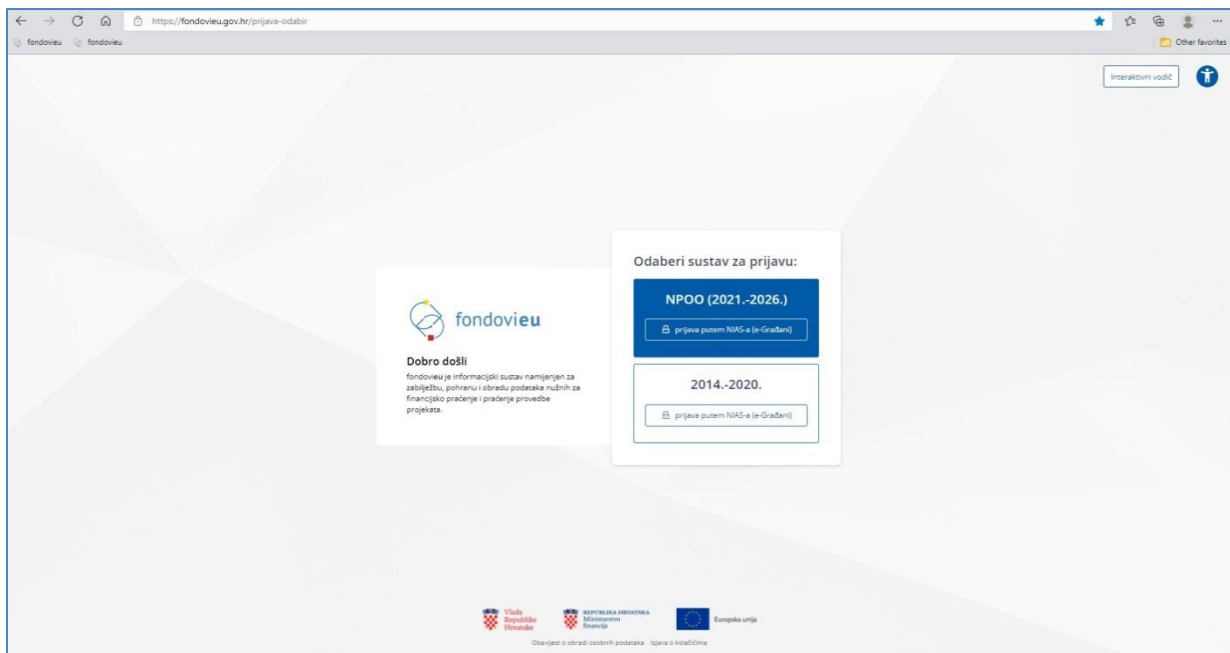 https://fondovieu.gov.hr/prijava-odabir
fondovieu fondovieu Other favorites
Interaktivni vodič
Odaberi sustav za prijavu:
NPOO (2021.-2026.)
prijava putem NIAS-a (e-Građani)
fondovieu
Dobro došli
fondovieu je informacijski sustav namijenjen za
zabilježbu, pohranu i obradu podataka nužnih za
financijsko praćenje i praćenje provedbe
projekata.
2014.-2020.
prijava putem NIAS-a (e-Građani)
Vlada
Republike
Hrvatske
REPUBLIKA HRVATSKA
Ministarstvo
financija
Europska unija
Obavijest o obradi osobnih podataka Izjava o kolačićima